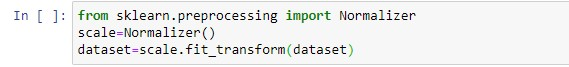 In [ ]: from sklearn.preprocessing import Normalizer
scale=Normalizer()
dataset=scale.fit_transform(dataset)